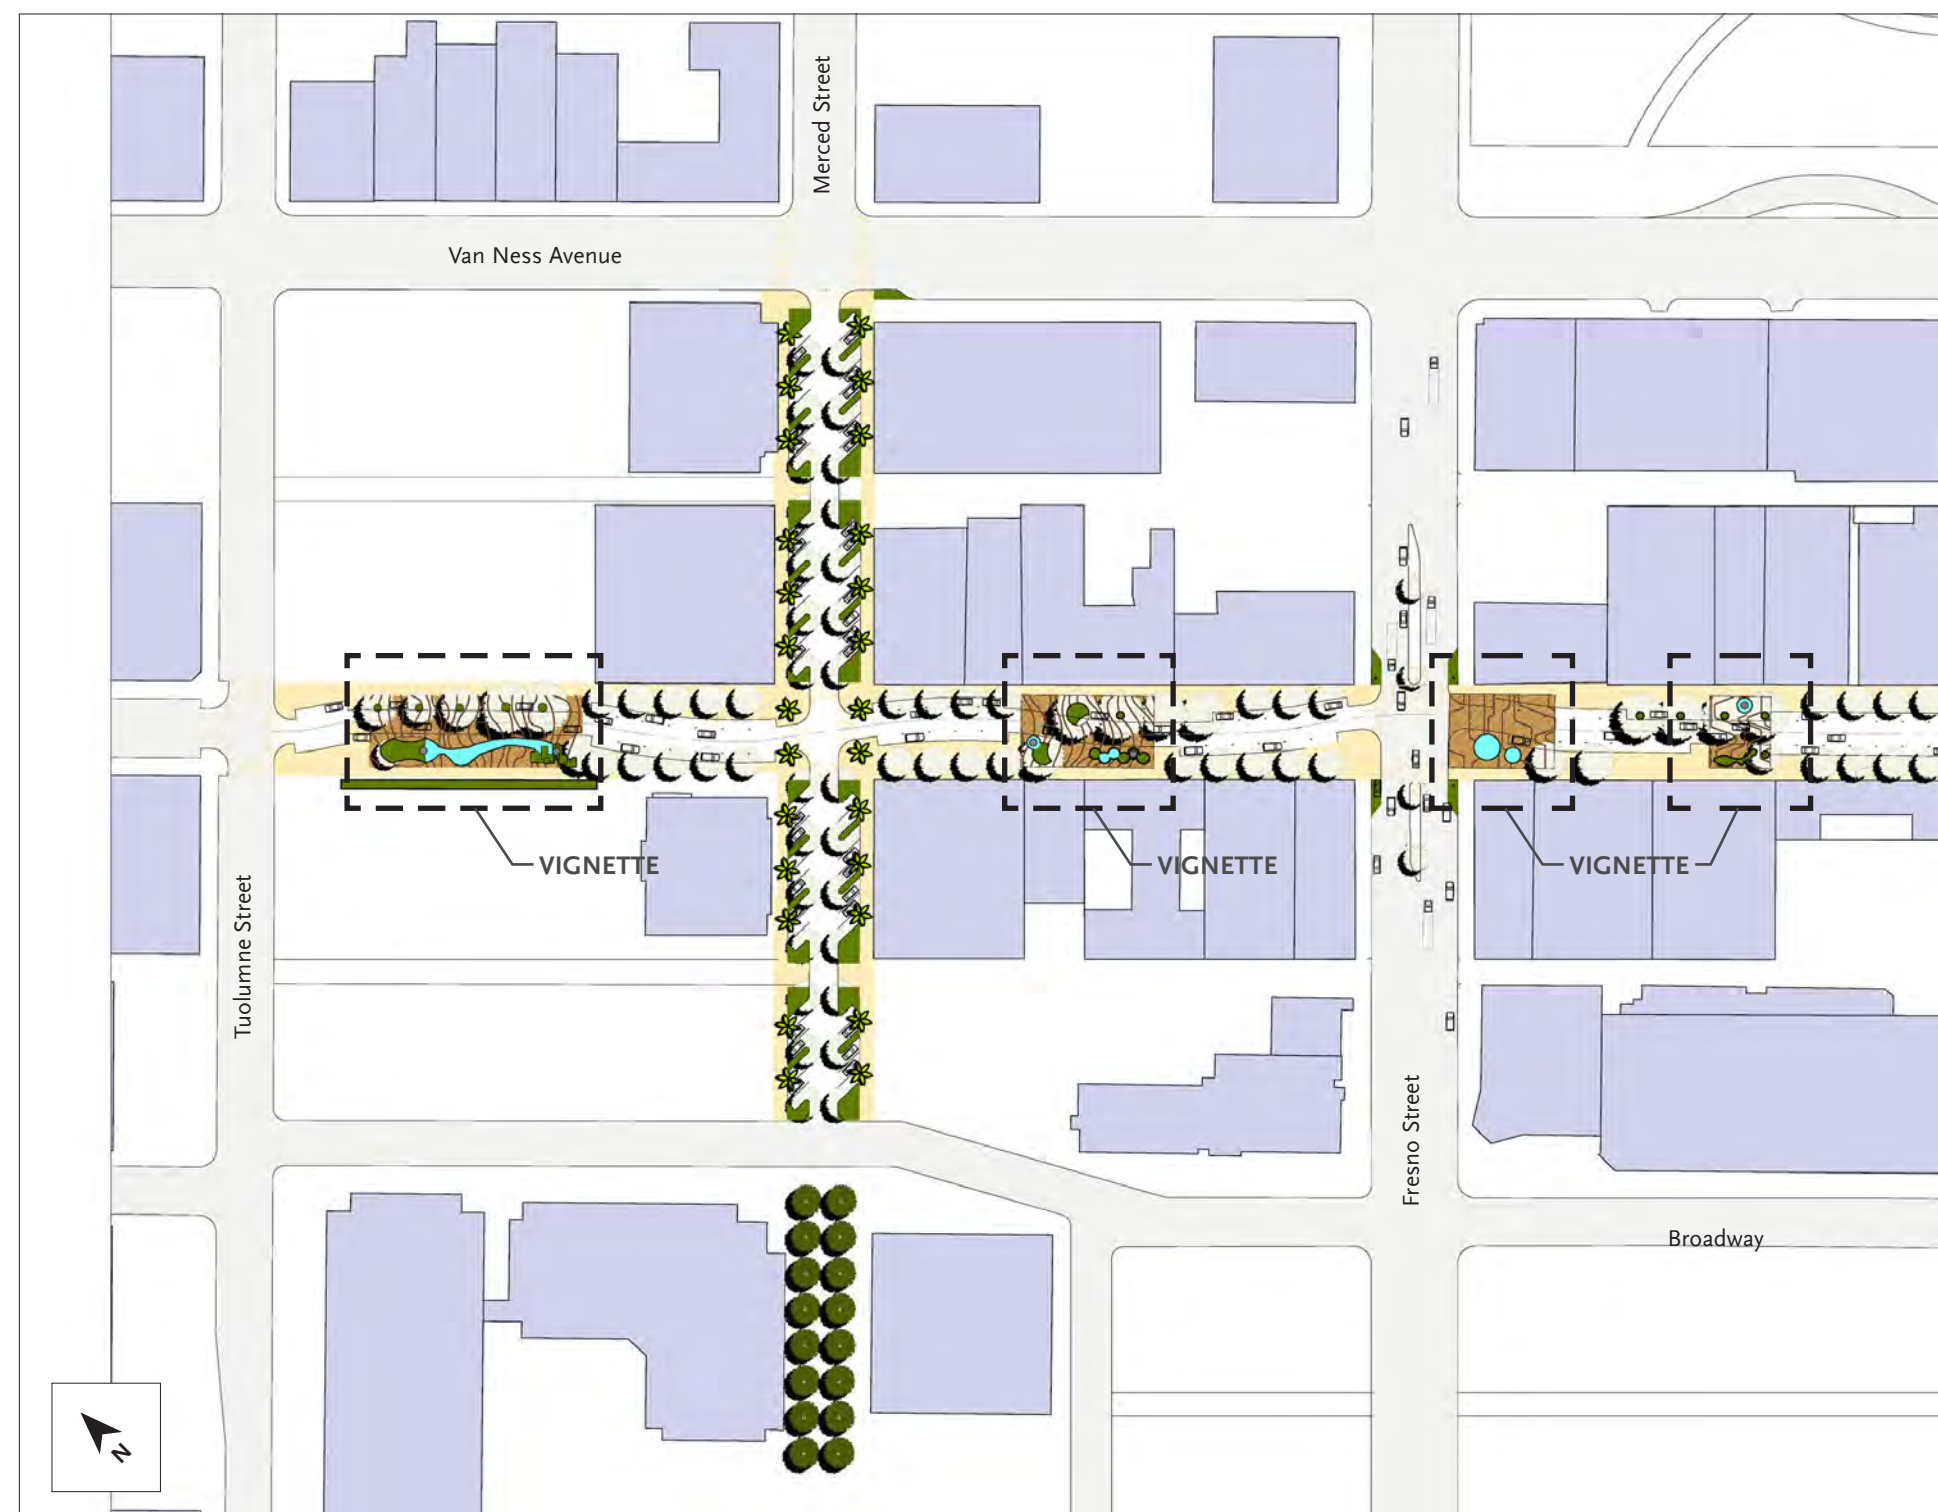 Merced Street
Van Ness Avenue
VIGNETTE
VIGNETTE
VIGNETTE
Tuolumne Street
Fresno Street
Broadway
N